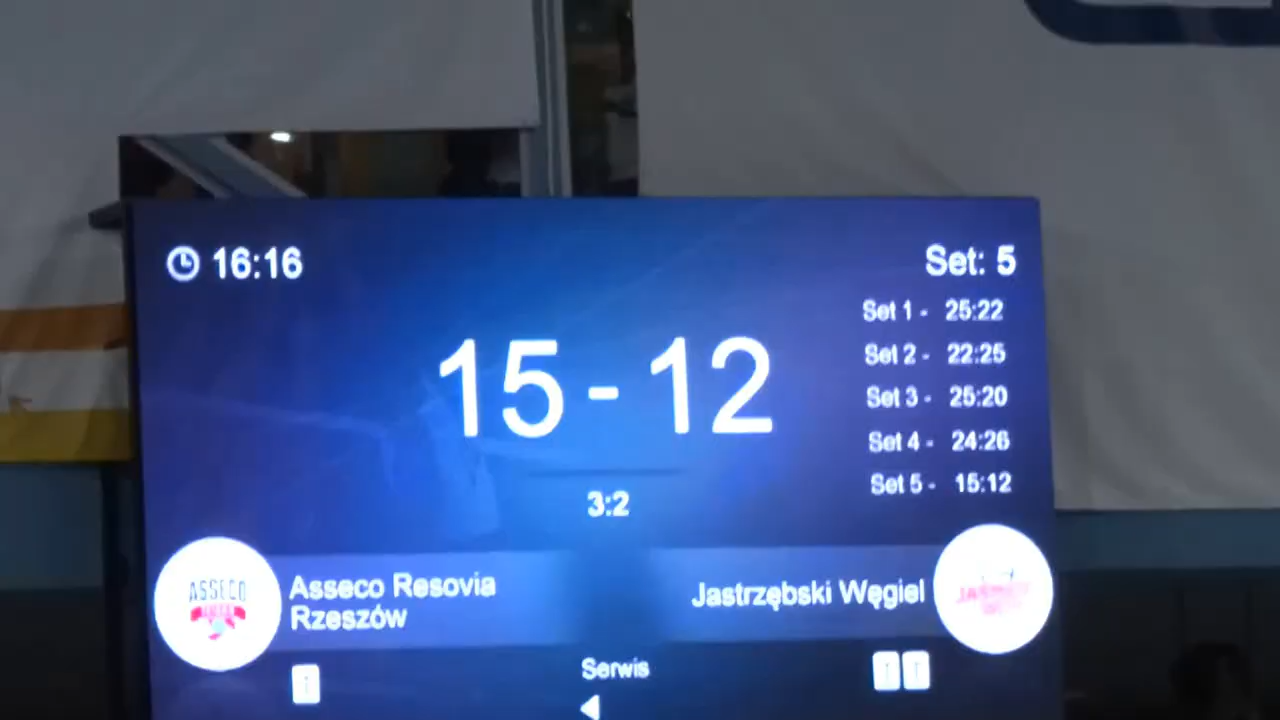 16:16
Set: 5
Set 1 - 25:22
Set 2 - 22:25
Set 3 - 25:20
Set 4 - 24:26
Set 5 - 15:12
15 - 12
3:2
ASSECO
Asseco Resovia
Rzeszów
Jastrzębski Węgiel
Serwis
T
T T